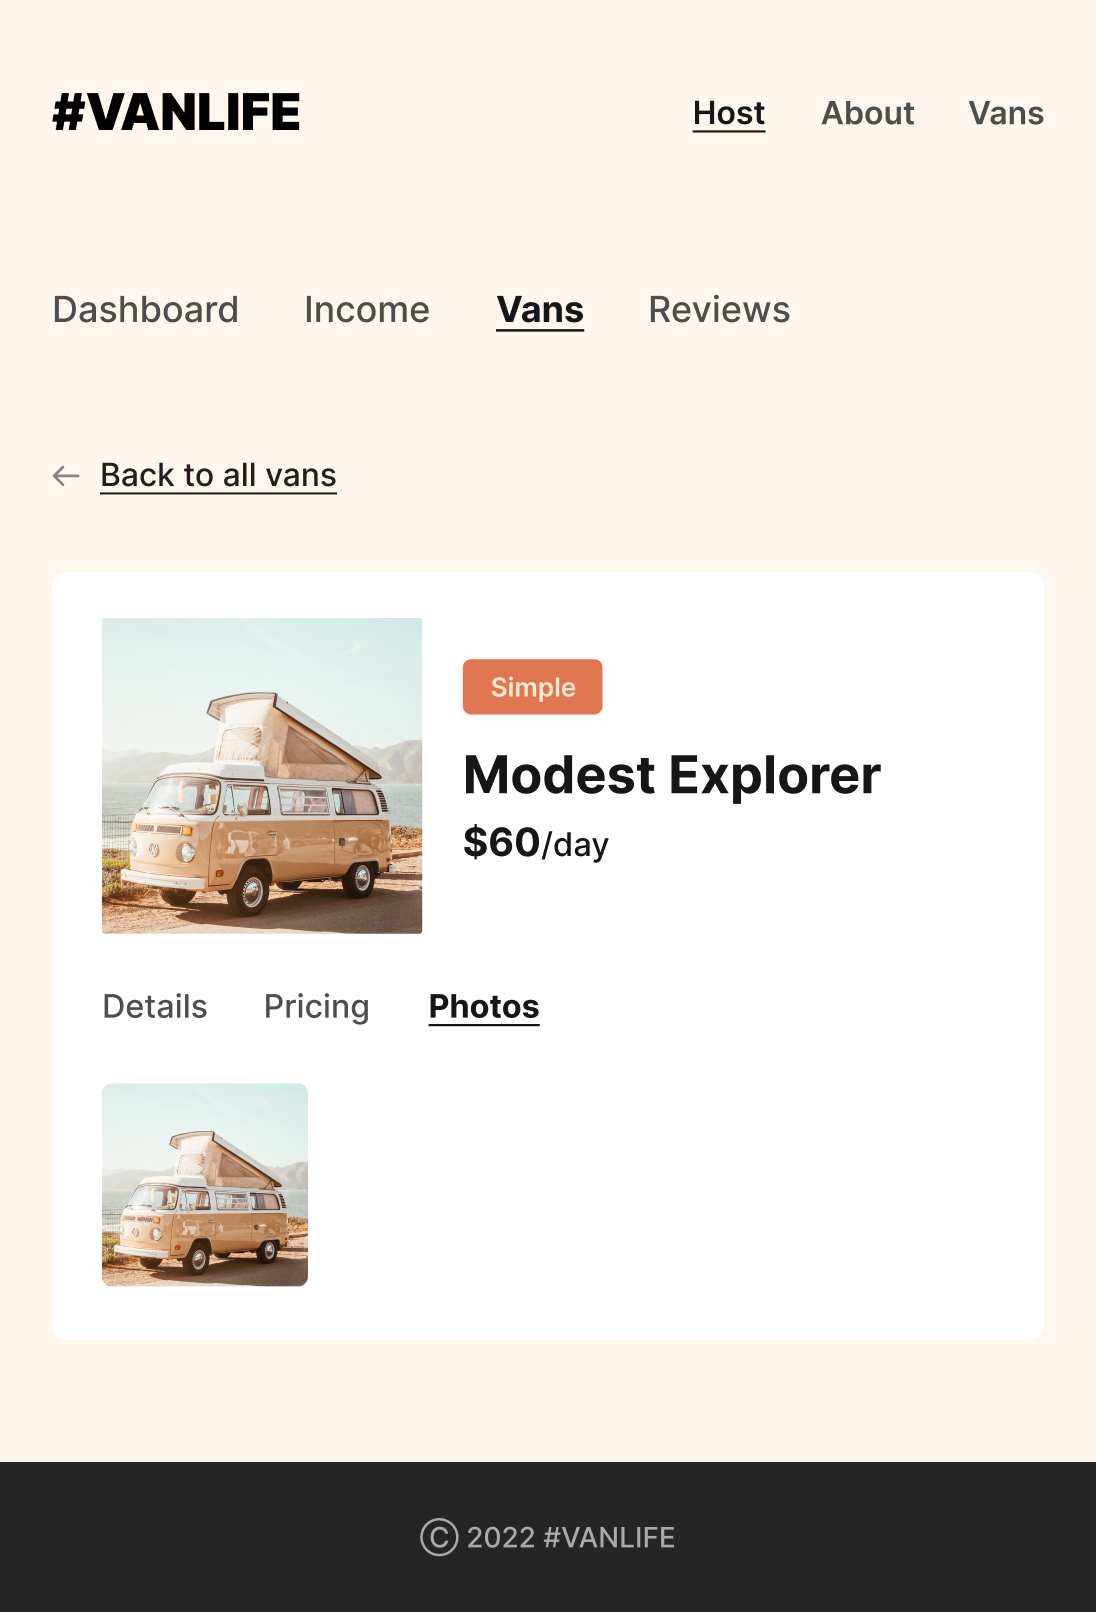 #VANLIFE
Host About Vans
Dashboard Income Vans Reviews
← Back to all vans
Simple
Modest Explorer
$60/day
Details Pricing Photos
Ⓒ 2022 #VANLIFE